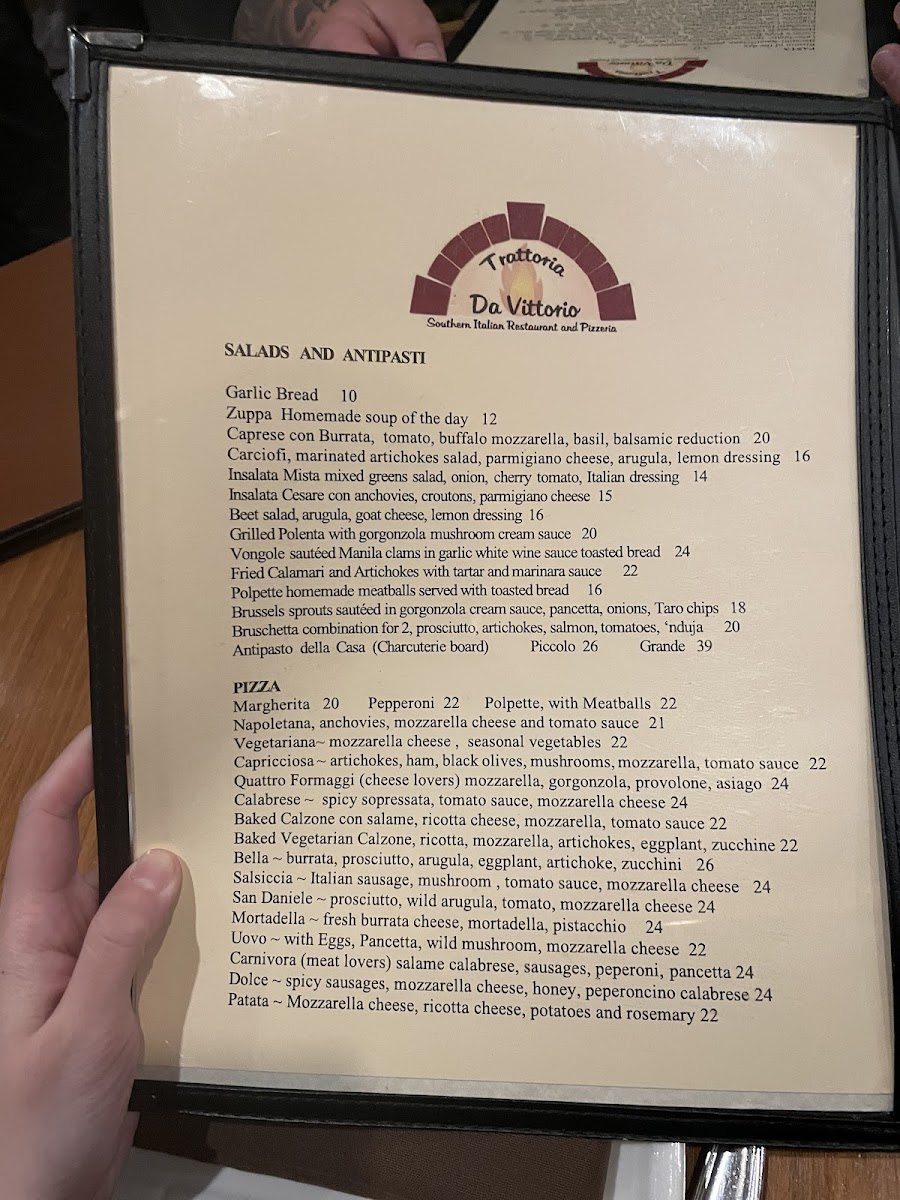 Trattoria
Da Vittorio
Southern Italian Restaurant and Pizzeria
SALADS AND ANTIPASTI
Garlic Bread 10
Zuppa Homemade soup of the day 12
Caprese con Burrata, tomato, buffalo mozzarella, basil, balsamic reduction 20
Carciofi, marinated artichokes salad, parmigiano cheese, arugula, lemon dressing 16
Insalata Mista mixed greens salad, onion, cherry tomato, Italian dressing 14
Insalata Cesare con anchovies, croutons, parmigiano cheese 15
Beet salad, arugula, goat cheese, lemon dressing 16
Grilled Polenta with gorgonzola mushroom cream sauce 20
Vongole sautéed Manila clams in garlic white wine sauce toasted bread 24
Fried Calamari and Artichokes with tartar and marinara sauce 22
Polpette homemade meatballs served with toasted bread 16
Brussels sprouts sautéed in gorgonzola cream sauce, pancetta, onions, Taro chips 18
Bruschetta combination for 2, prosciutto, artichokes, salmon, tomatoes, ‘nduja 20
Antipasto della Casa (Charcuterie board) Piccolo 26 Grande 39
PIZZA
Margherita 20 Pepperoni 22 Polpette, with Meatballs 22
Napoletana, anchovies, mozzarella cheese and tomato sauce 21
Vegetariana~ mozzarella cheese , seasonal vegetables 22
Capricciosa ~ artichokes, ham, black olives, mushrooms, mozzarella, tomato sauce 22
Quattro Formaggi (cheese lovers) mozzarella, gorgonzola, provolone, asiago 24
Calabrese ~ spicy sopressata, tomato sauce, mozzarella cheese 24
Baked Calzone con salame, ricotta cheese, mozzarella, tomato sauce 22
Baked Vegetarian Calzone, ricotta, mozzarella, artichokes, eggplant, zucchine 22
Bella ~ burrata, prosciutto, arugula, eggplant, artichoke, zucchini 26
Salsiccia ~ Italian sausage, mushroom , tomato sauce, mozzarella cheese 24
San Daniele ~ prosciutto, wild arugula, tomato, mozzarella cheese 24
Mortadella ~ fresh burrata cheese, mortadella, pistacchio 24
Uovo ~ with Eggs, Pancetta, wild mushroom, mozzarella cheese 22
Carnivora (meat lovers) salame calabrese, sausages, peperoni, pancetta 24
Dolce ~ spicy sausages, mozzarella cheese, honey, peperoncino calabrese 24
Patata ~ Mozzarella cheese, ricotta cheese, potatoes and rosemary 22